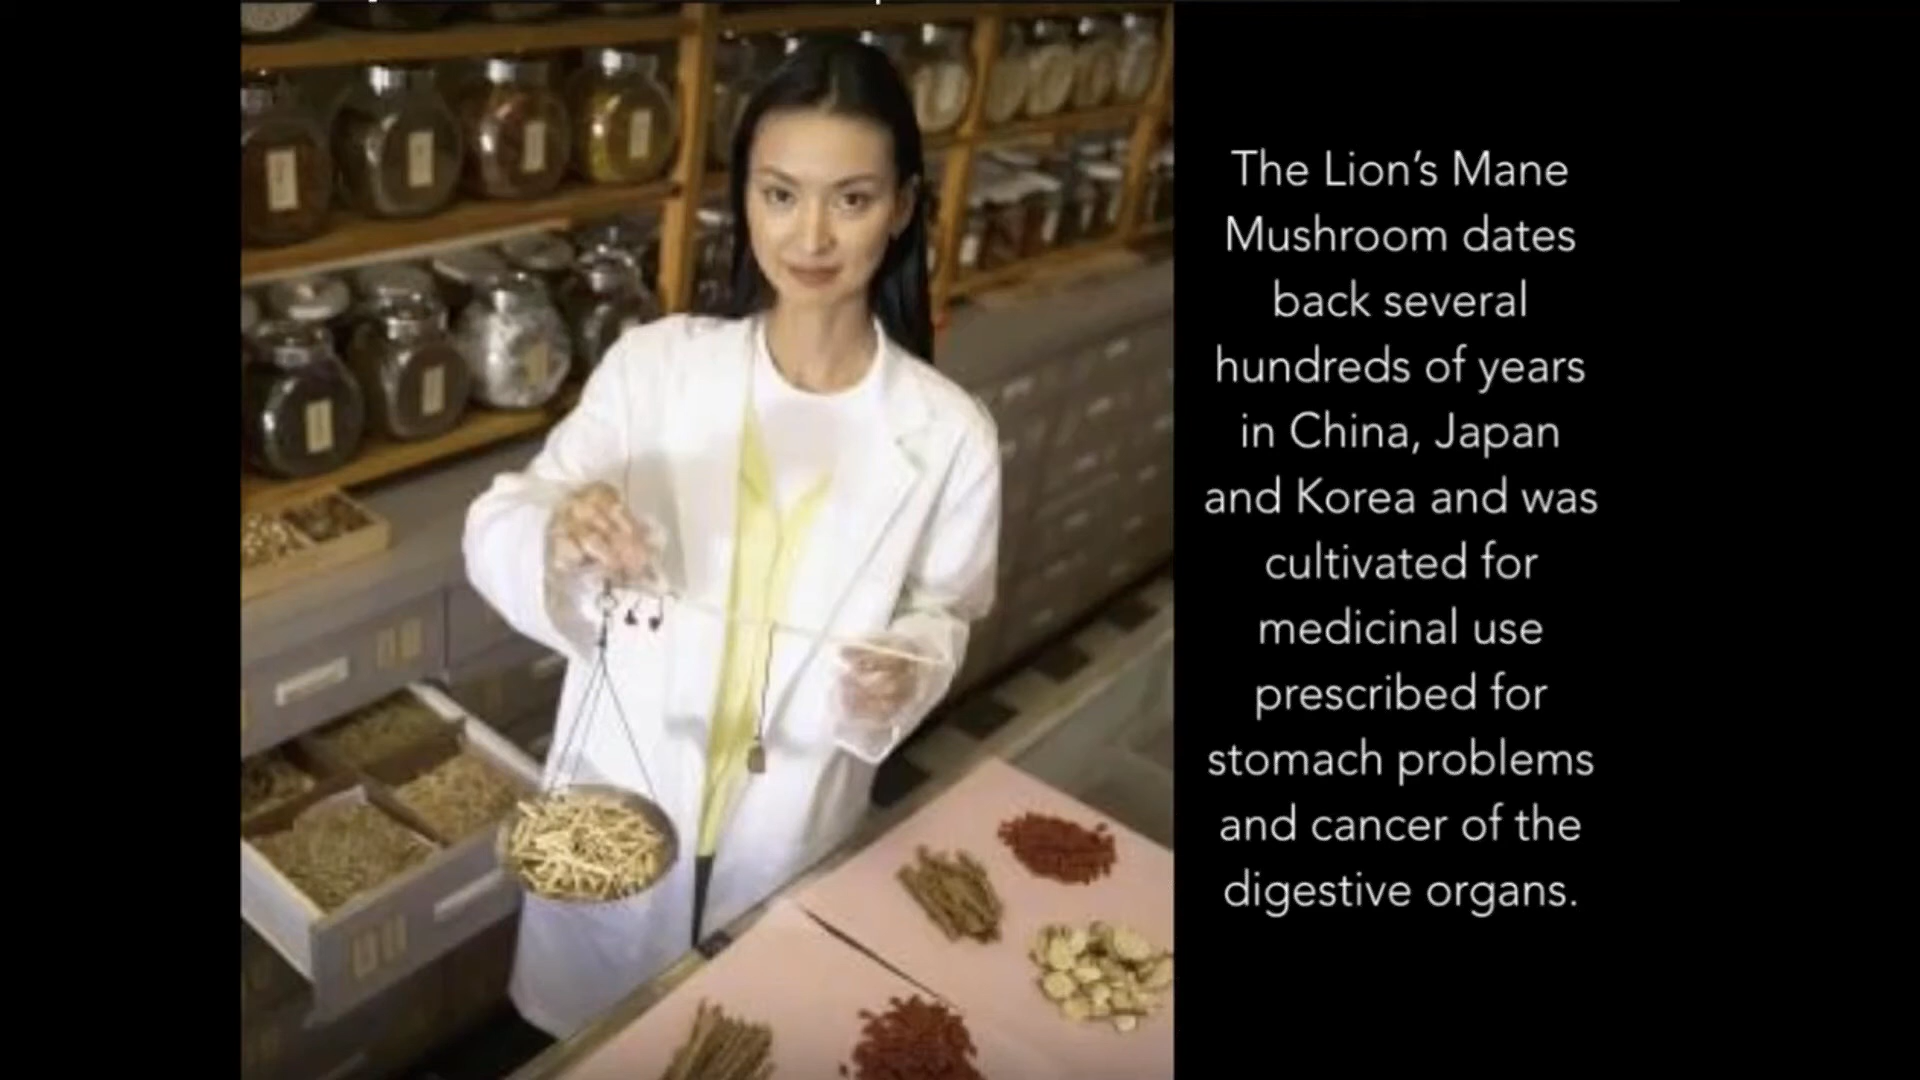 The Lion's Mane
Mushroom dates
back several
hundreds of years
in China, Japan
and Korea and was
cultivated for
medicinal use
prescribed for
stomach problems
and cancer of the
digestive organs.